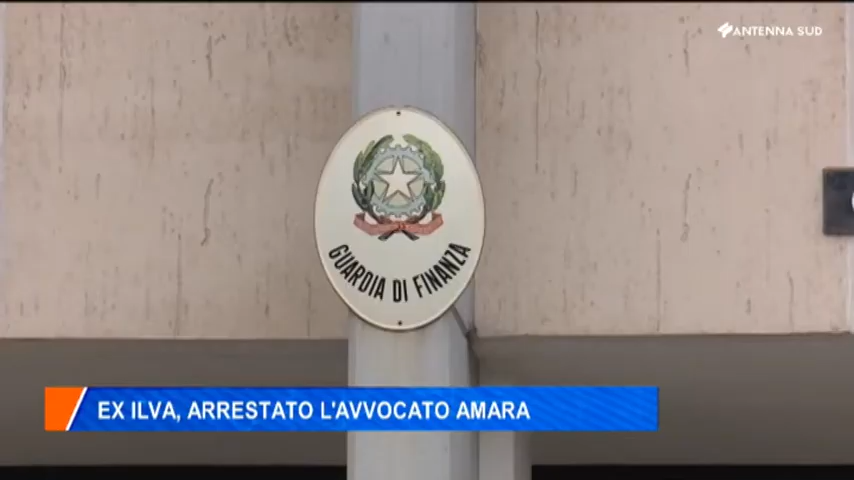 ANTENNA SUD
GUARDIA DI FINANZA
EX ILVA, ARRESTATO L'AVVOCATO AMARA